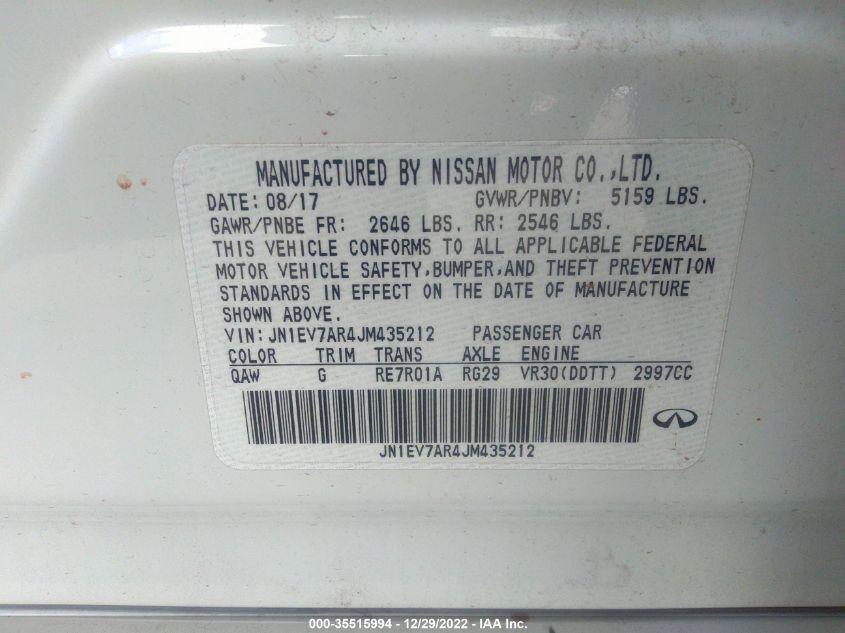 MANUFACTURED BY NISSAN MOTOR CO.,LTD.
DATE: 08/17 GVWR/PNBV: 5159 LBS.
GAWR/PNBE FR: 2646 LBS. RR: 2546 LBS.
THIS VEHICLE CONFORMS TO ALL APPLICABLE FEDERAL
MOTOR VEHICLE SAFETY,BUMPER,AND THEFT PREVENTION
STANDARDS IN EFFECT ON THE DATE OF MANUFACTURE
SHOWN ABOVE.
VIN:JN1EV7AR4JM435212 PASSENGER CAR
COLOR TRIM TRANS AXLE ENGINE
QAW G RE7R01A RG29 VR30(DDTT) 2997CC
JN1EV7AR4JM435212
000-35515994 - 12/29/2022 - IAA Inc.